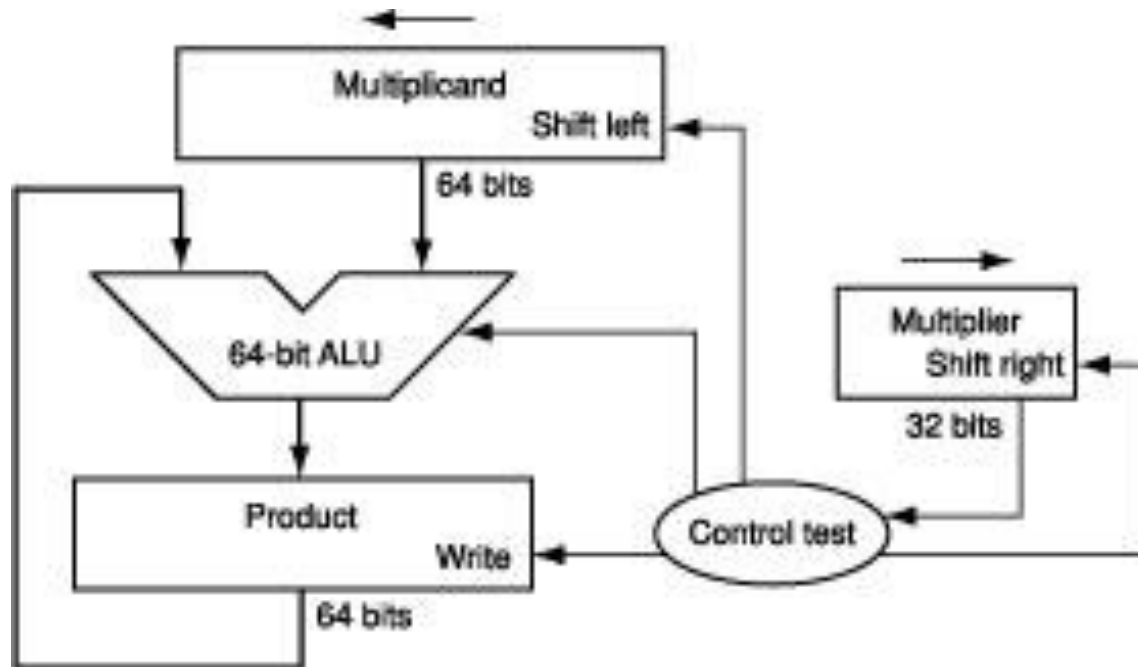 Multiplicand
Shift left
64 bits
64-bit ALU
Multiplier
Shift right
32 bits
Product
Write
Control test
64 bits